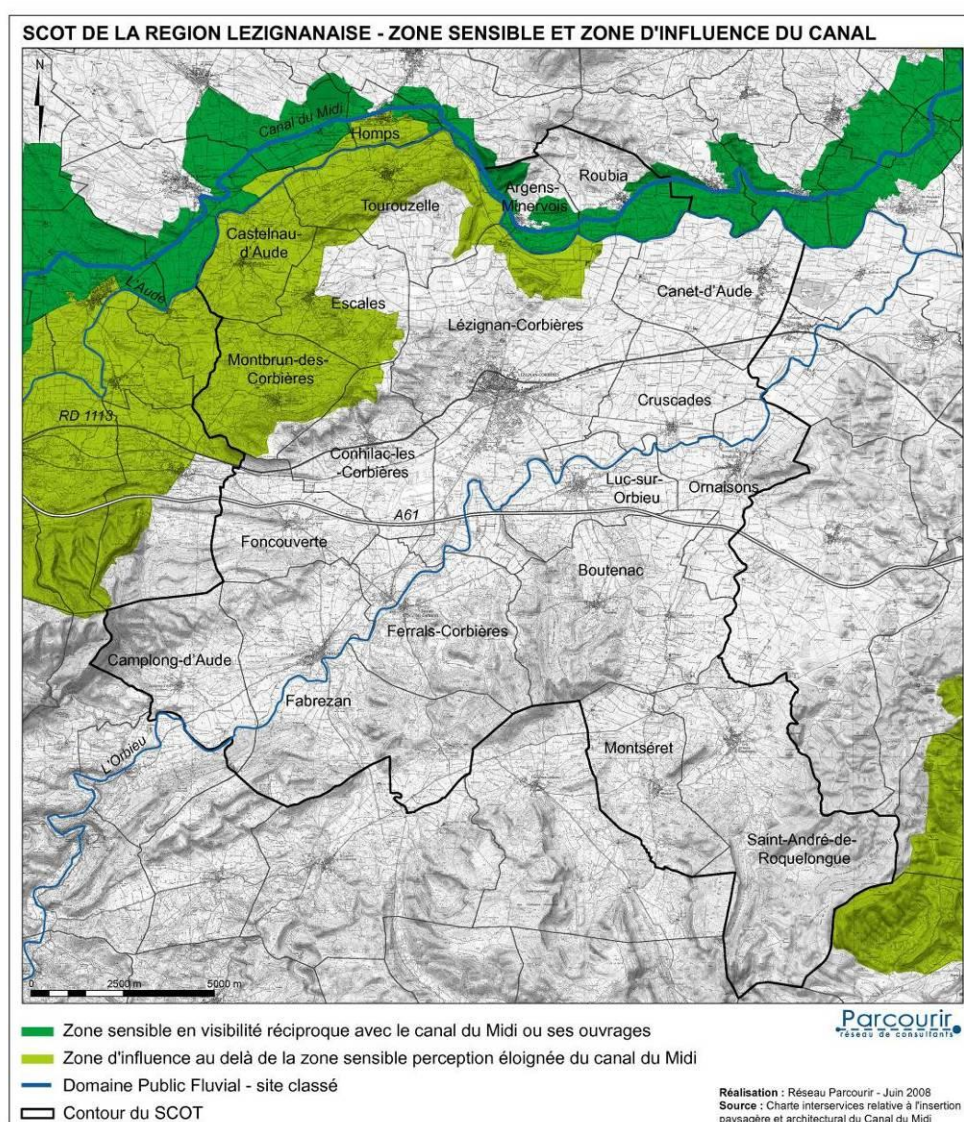 SCOT DE LA REGION LEZIGNANAISE - ZONE SENSIBLE ET ZONE D'INFLUENCE DU CANAL
N
Canal du Midi
Homps
Roubia
Argens-
Minervois
Tourouzelle
Castelnau-
d'Aude
L'Aude
Escales
Canet-d'Aude
Lézignan-Corbières
Montbrun-des-
Corbières
Cruscades
RD 1113
Conhilac-les
-Corbières
Luc-sur-
Orbieu
Ornaisons
A61
Foncouverte
Boutenac
Ferrals-Corbières
Camplong-d'Aude
Fabrezan
L'Orbieu
Montséret
Saint-André-de-
Roquelongue
0 2500 m 5000 m
Zone sensible en visibilité réciproque avec le canal du Midi ou ses ouvrages
Parcourir
réseau de consultants
Zone d'influence au delà de la zone sensible perception éloignée du canal du Midi
Domaine Public Fluvial - site classé
Contour du SCOT
Réalisation : Réseau Parcourir - Juin 2008
Source : Charte interservices relative à l'insertion
paysagère et architectural du Canal du Midi